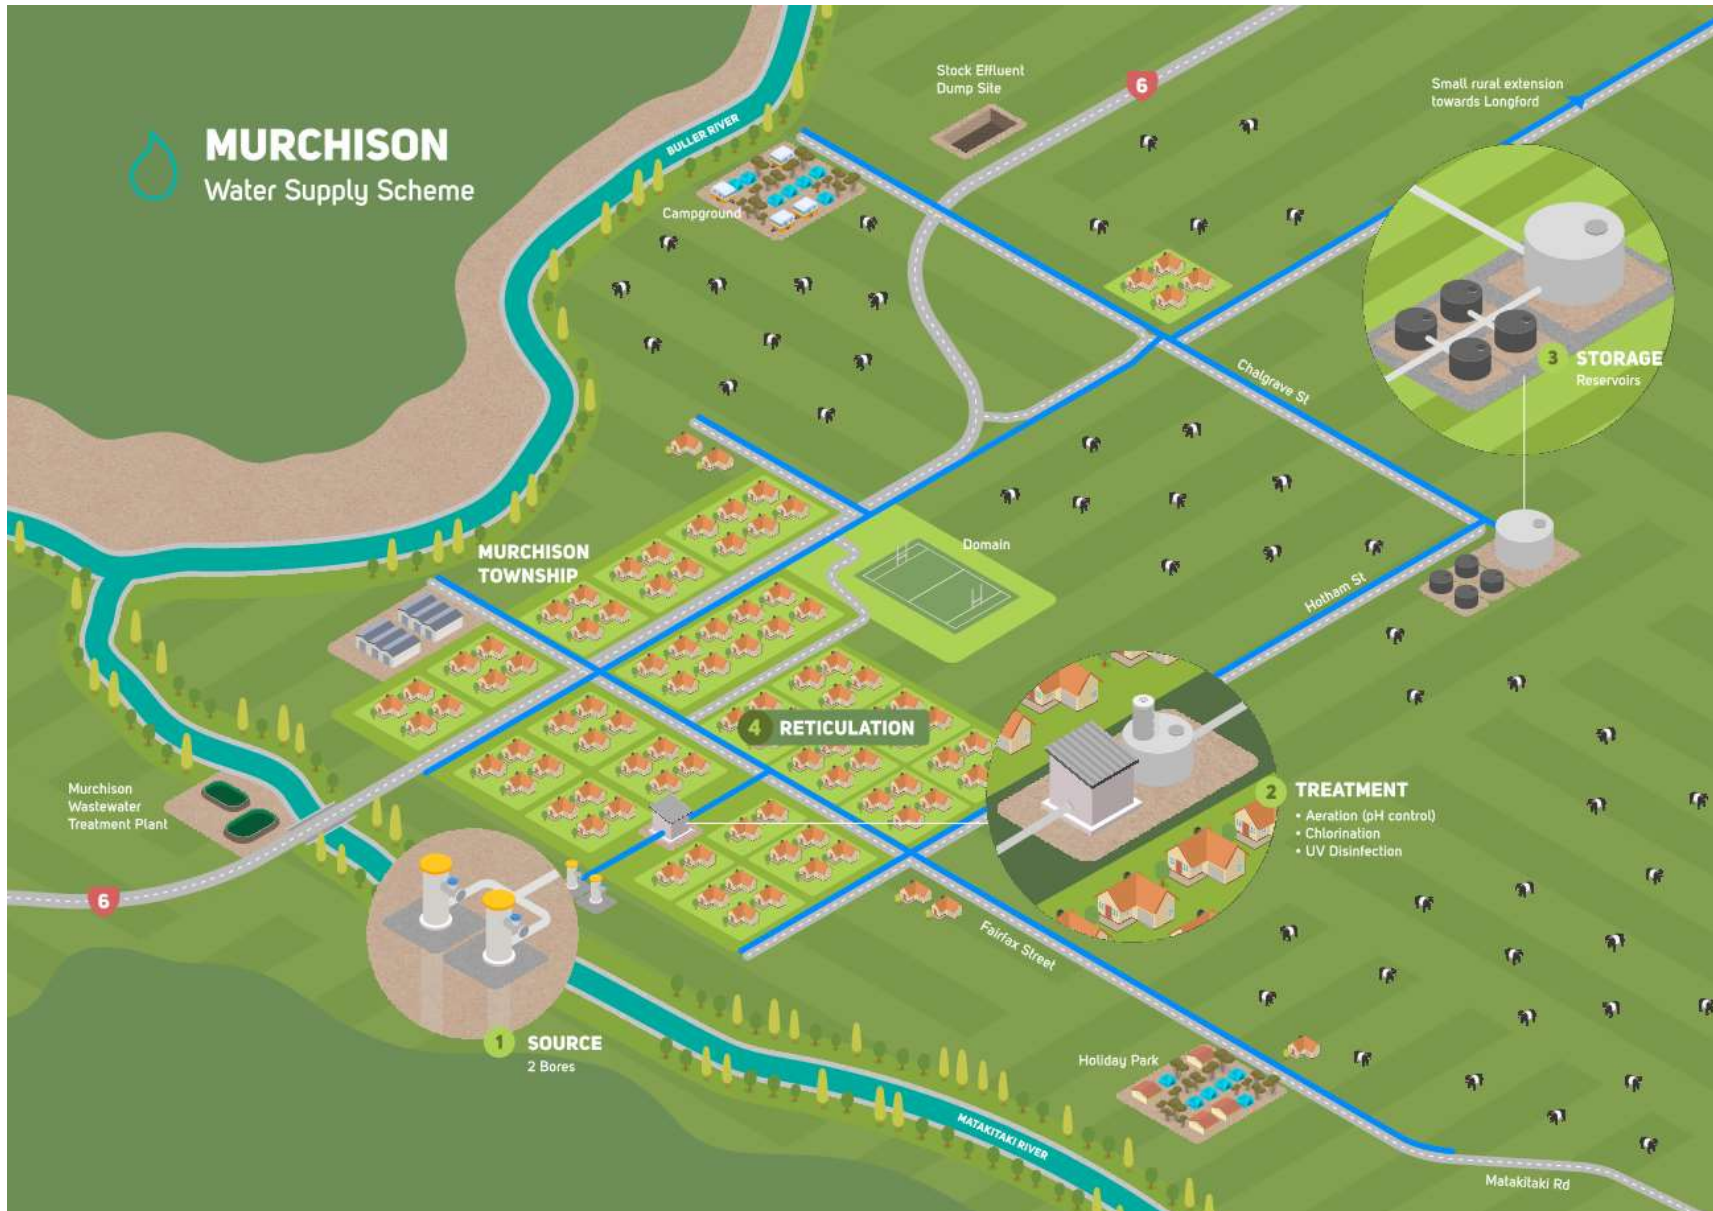 MURCHISON
Water Supply Scheme
BULLER RIVER
Stock Effluent
Dump Site
6
Small rural extension
towards Longford
Campground
Chalgrave St
3 STORAGE
Reservoirs
MURCHISON
TOWNSHIP
Domain
Hotham St
4 RETICULATION
Murchison
Wastewater
Treatment Plant
2 TREATMENT
• Aeration (pH control)
• Chlorination
• UV Disinfection
6
Fairfax Street
1 SOURCE
2 Bores
Holiday Park
MATAKITAKI RIVER
Matakitaki Rd